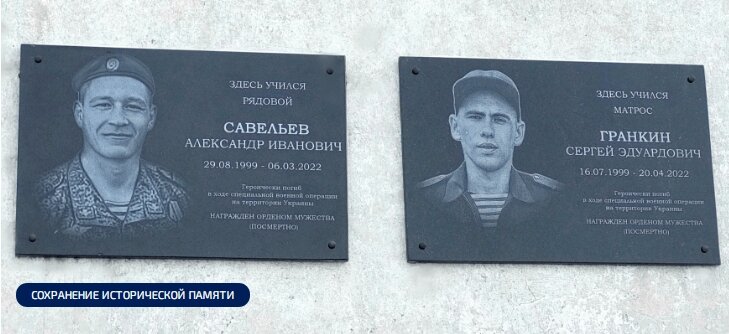 ЗДЕСЬ УЧИЛСЯ
РЯДОВОЙ
САВЕЛЬЕВ
АЛЕКСАНДР ИВАНОВИЧ
29.08.1999 - 06.03.2022
Героически погиб
в ходе специальной военной операции
на территории Украины
НАГРАЖДЕН ОРДЕНОМ МУЖЕСТВА
(ПОСМЕРТНО)
ЗДЕСЬ УЧИЛСЯ
МАТРОС
ГРАНКИН
СЕРГЕЙ ЭДУАРДОВИЧ
16.07.1999 - 20.04.2022
Героически погиб
в ходе специальной военной операции
на территории Украины
НАГРАЖДЕН ОРДЕНОМ МУЖЕСТВА
(ПОСМЕРТНО)
СОХРАНЕНИЕ ИСТОРИЧЕСКОЙ ПАМЯТИ